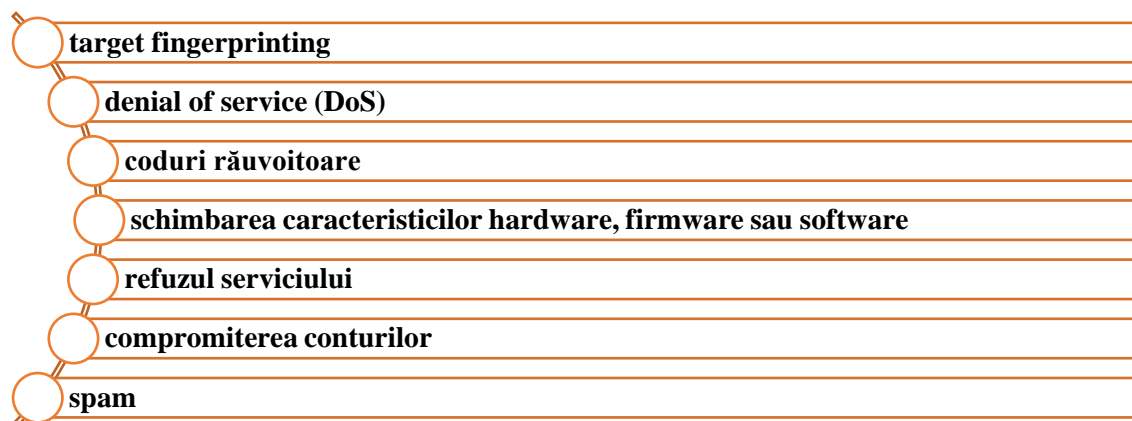 target fingerprinting
denial of service (DoS)
coduri răuvoitoare
schimbarea caracteristicilor hardware, firmware sau software
refuzul serviciului
compromiterea conturilor
spam